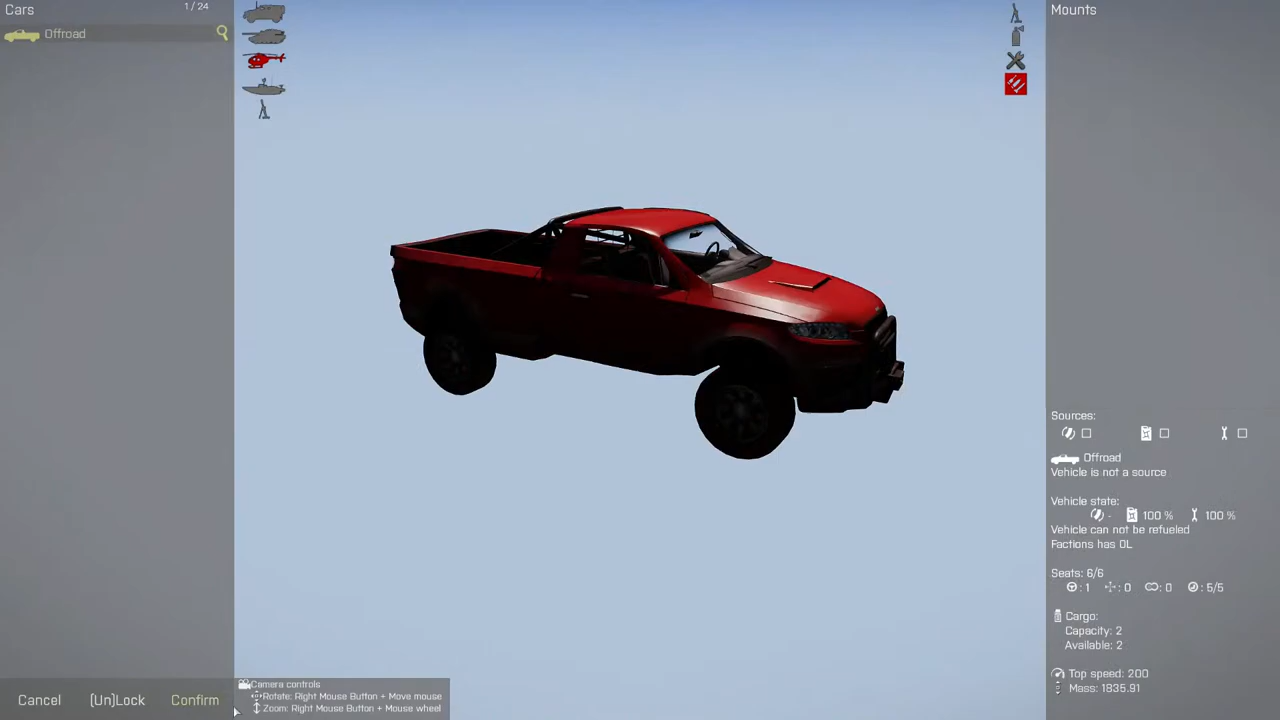 Cars
1 / 24
Offroad
Cancel
(Un)Lock
Confirm
Camera controls
Rotate: Right Mouse Button + Move mouse
Zoom: Right Mouse Button + Mouse wheel
Mounts
Sources:
Offroad
Vehicle is not a source
Vehicle state:
- 100 % 100 %
Vehicle can not be refueled
Factions has DL
Seats: 6/6
: 1 : 0 : 0 : 5/5
Cargo:
Capacity: 2
Available: 2
Top speed: 200
Mass: 1835.91